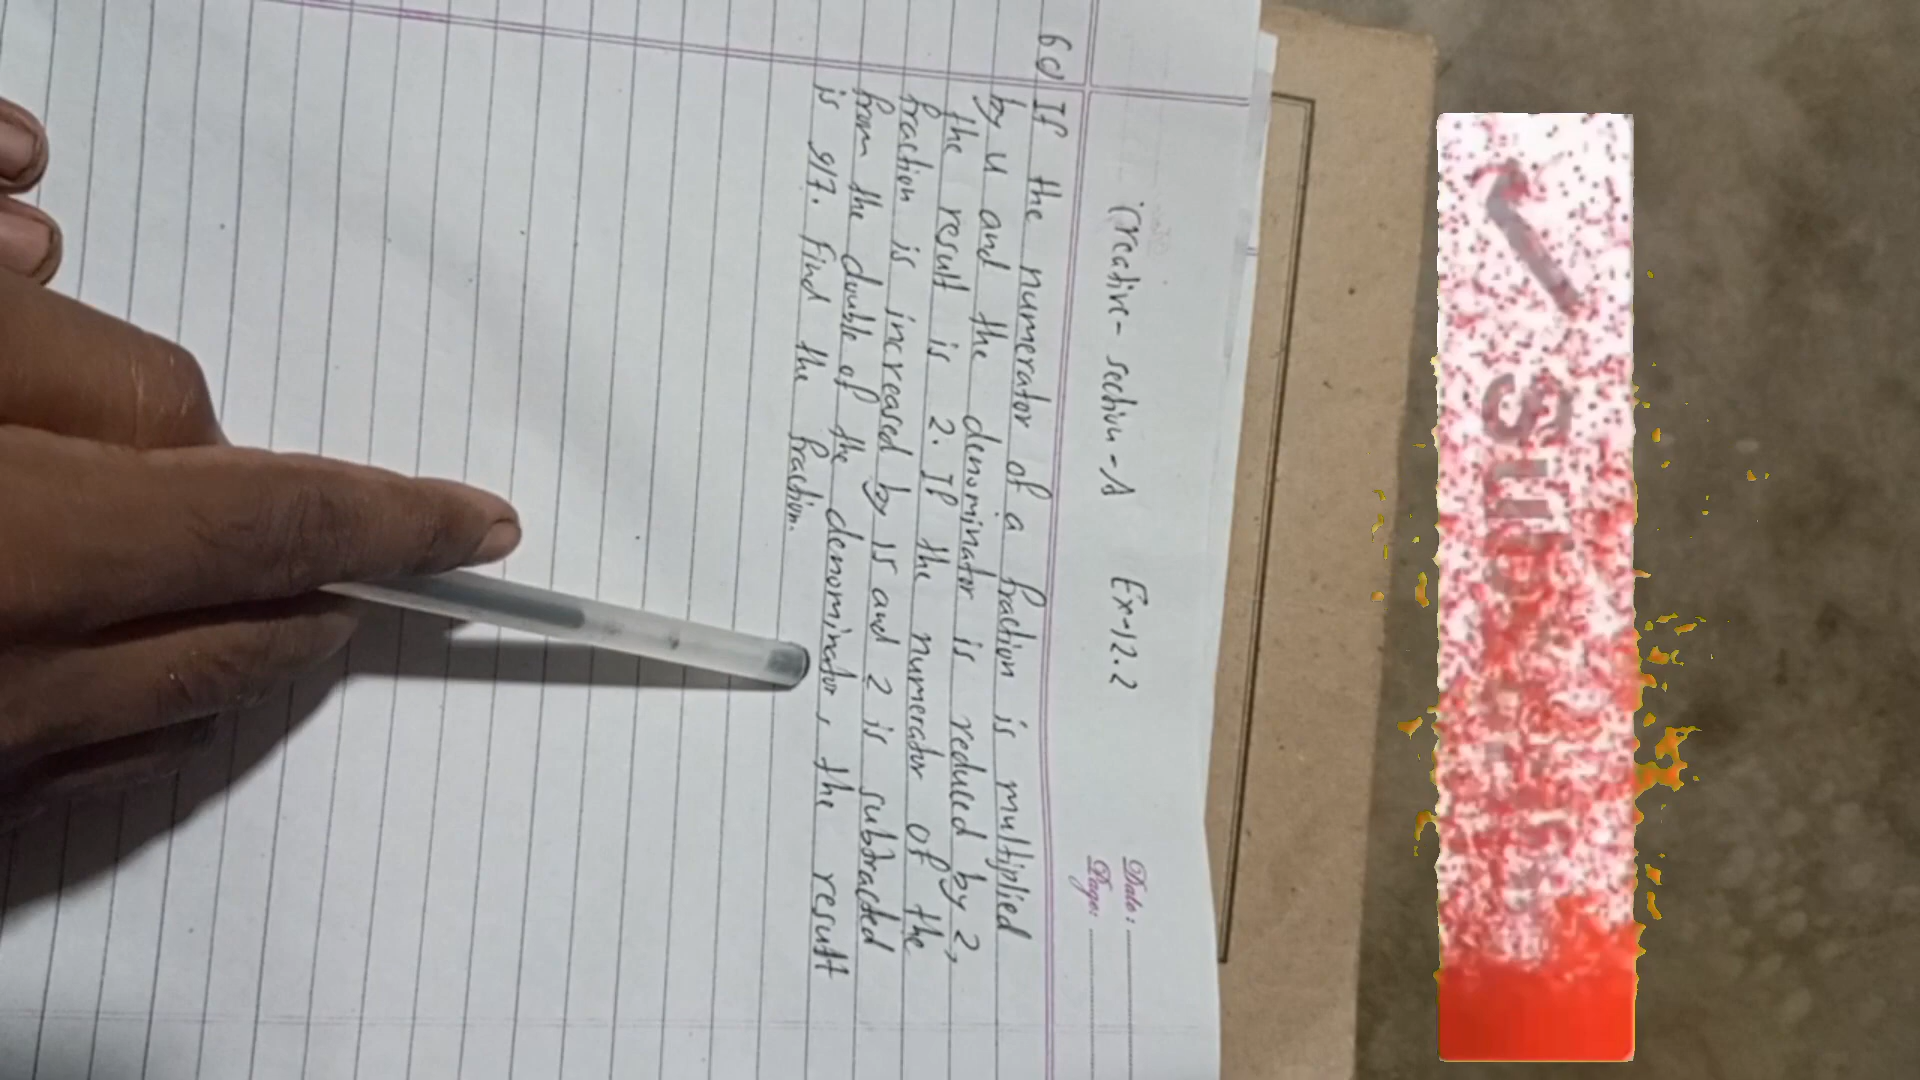 Creative-section-A Ex-12.2
Date:
Page:
6d) If the numerator of a fraction is multiplied
by 4 and the denominator is reduced by 2,
the result is 2. If the numerator of the
fraction is increased by 15 and 2 is subtracted
from the double of the denominator, the result
is 9/7. Find the fraction.